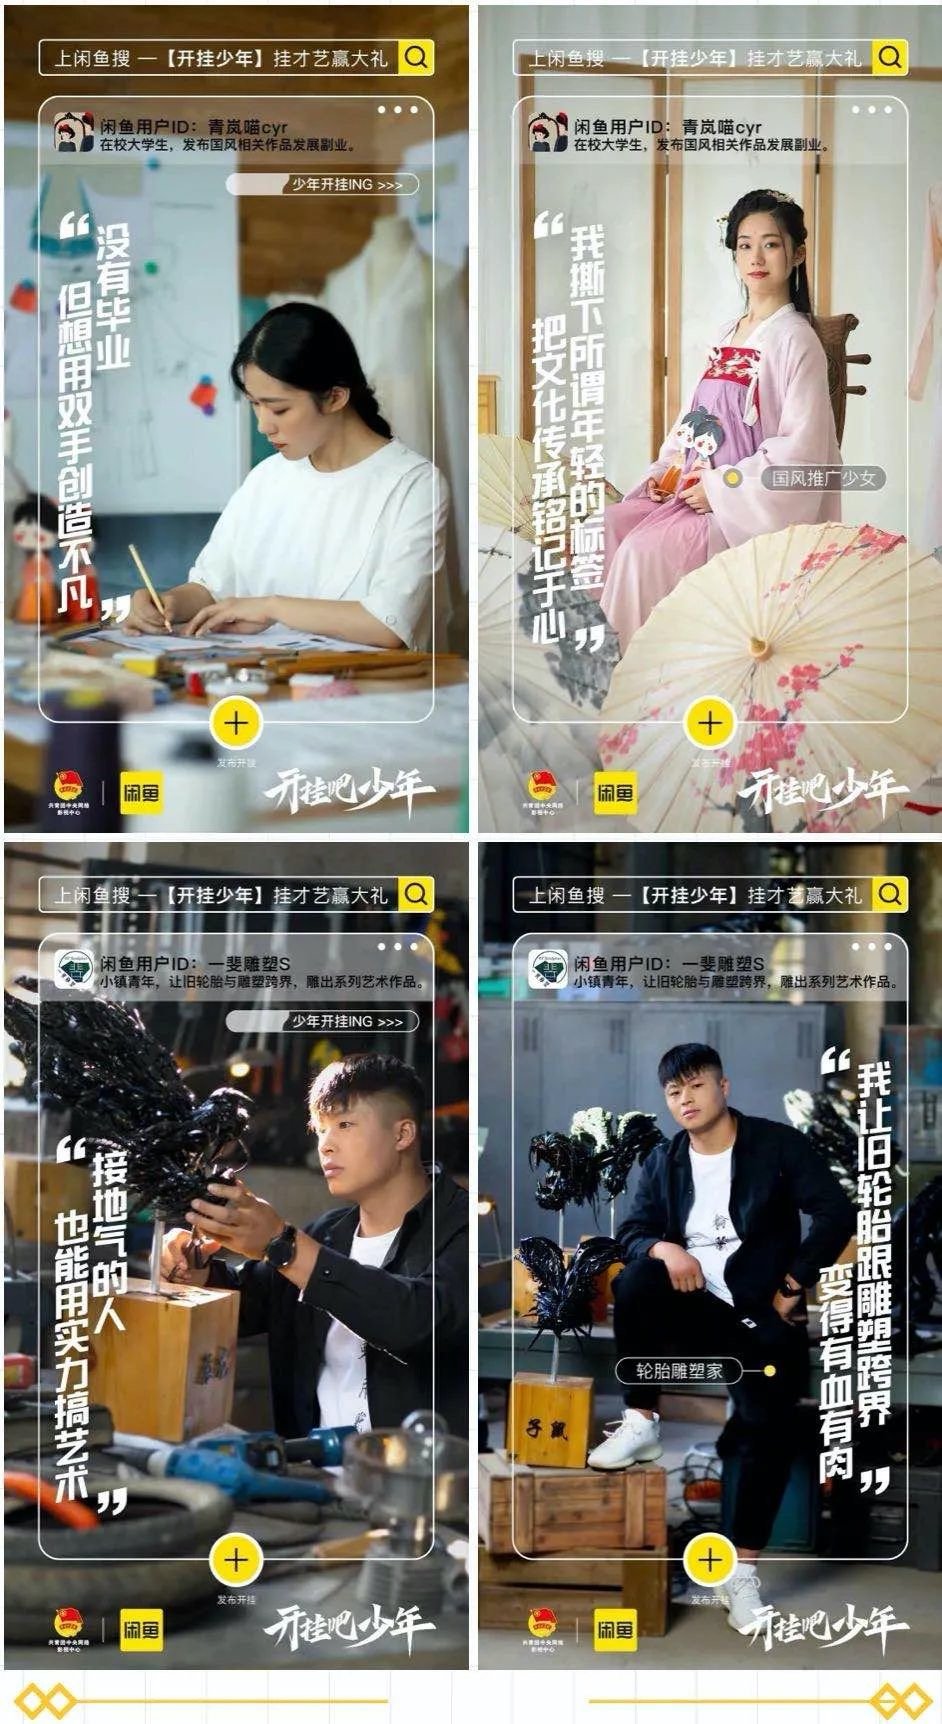 上闲鱼搜 —【开挂少年】挂才艺赢大礼
闲鱼用户ID：青岚喵cyr
在校大学生，发布国风相关作品发展副业。
少年开挂ING >>>
“没有毕业
但想用双手创造不凡”
发布开挂
共青团中央网络
影视中心
闲鱼
开挂吧少年
上闲鱼搜 —【开挂少年】挂才艺赢大礼
闲鱼用户ID：青岚喵cyr
在校大学生，发布国风相关作品发展副业。
“我撕下所谓年轻的标签
把文化传承铭记于心”
国风推广少女
发布开挂
共青团中央网络
影视中心
闲鱼
开挂吧少年
上闲鱼搜 —【开挂少年】挂才艺赢大礼
闲鱼用户ID：一斐雕塑S
小镇青年，让旧轮胎与雕塑跨界，雕出系列艺术作品。
少年开挂ING >>>
“接地气的人
也能用实力搞艺术”
发布开挂
共青团中央网络
影视中心
闲鱼
开挂吧少年
上闲鱼搜 —【开挂少年】挂才艺赢大礼
闲鱼用户ID：一斐雕塑S
小镇青年，让旧轮胎与雕塑跨界，雕出系列艺术作品。
“我让旧轮胎跟雕塑跨界
变得有血有肉”
轮胎雕塑家
子鼠
发布开挂
共青团中央网络
影视中心
闲鱼
开挂吧少年